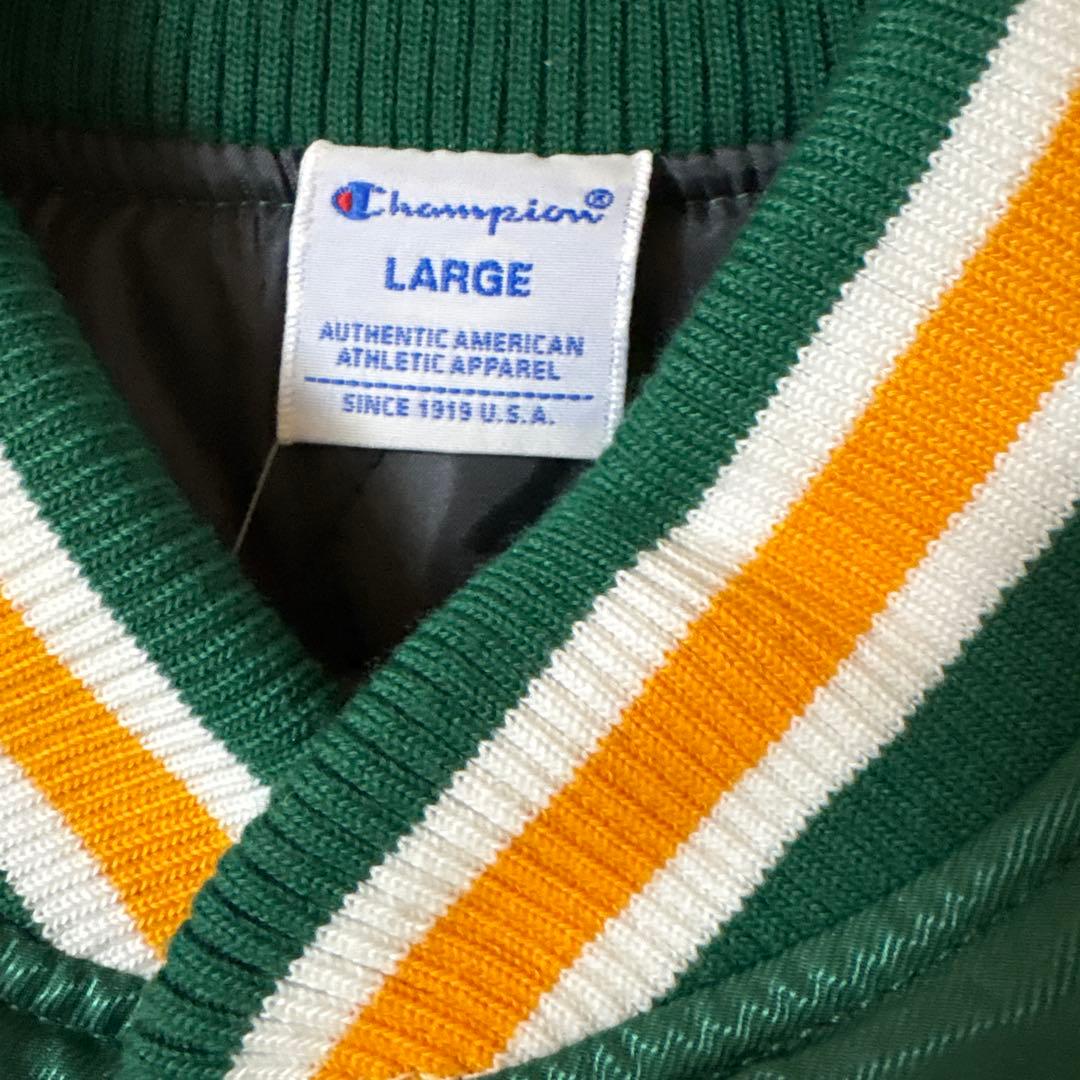 Champion®
LARGE
AUTHENTIC AMERICAN
ATHLETIC APPAREL
SINCE 1919 U.S.A.